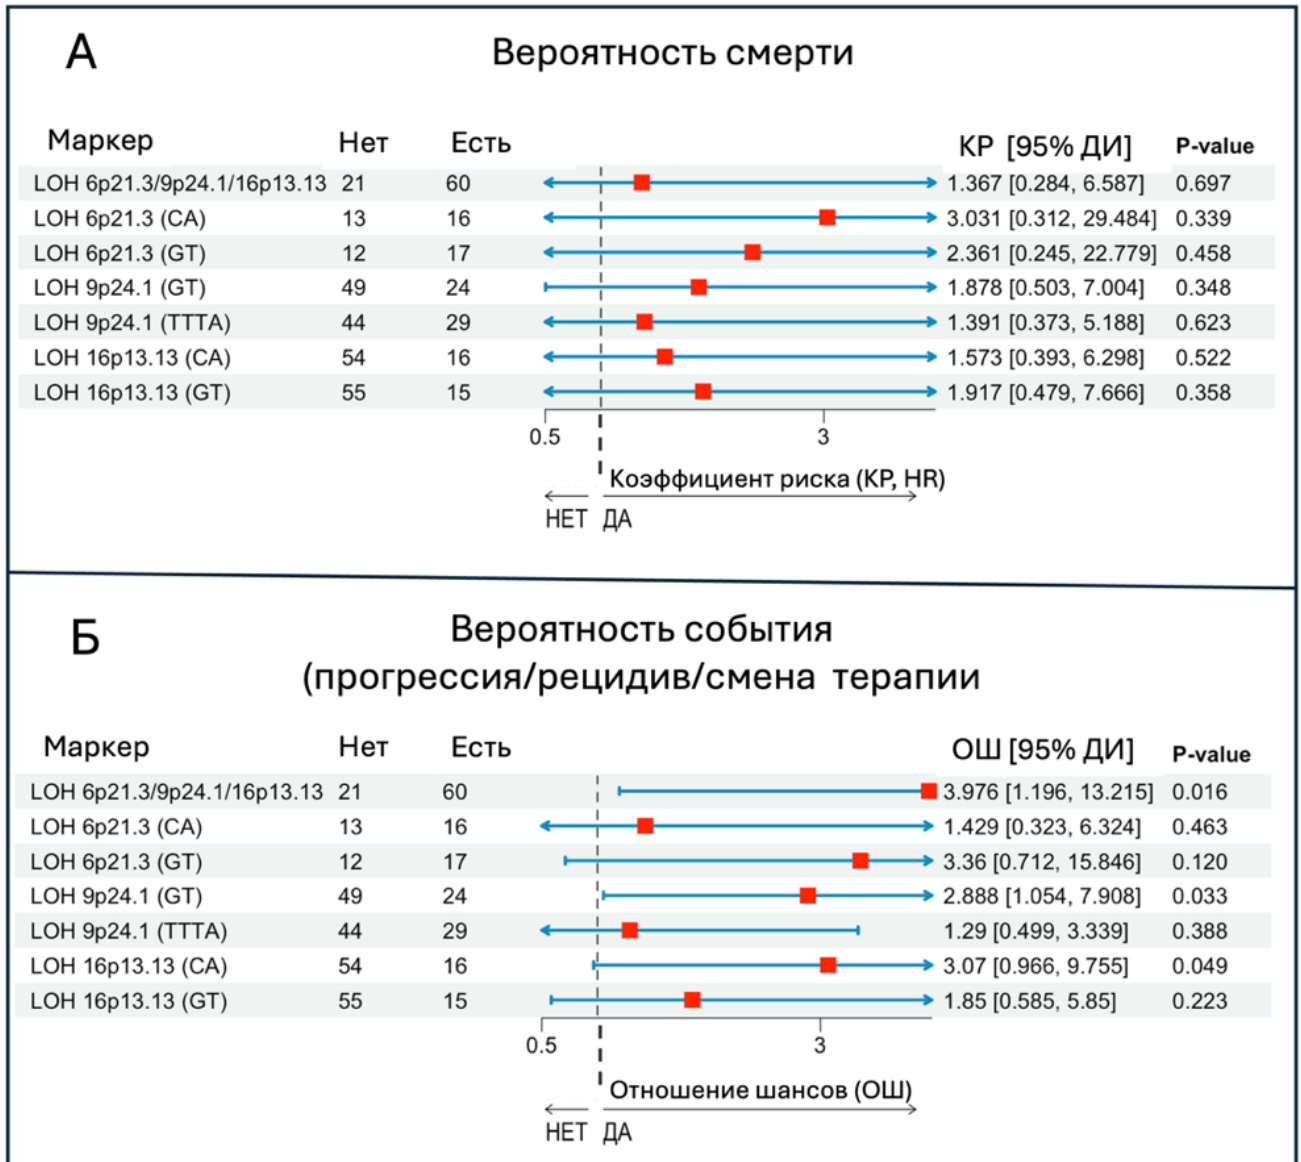 А
Вероятность смерти
Маркер Нет Есть КР [95% ДИ] P-value
LOH 6p21.3/9p24.1/16p13.13 21 60 1.367 [0.284, 6.587] 0.697
LOH 6p21.3 (CA) 13 16 3.031 [0.312, 29.484] 0.339
LOH 6p21.3 (GT) 12 17 2.361 [0.245, 22.779] 0.458
LOH 9p24.1 (GT) 49 24 1.878 [0.503, 7.004] 0.348
LOH 9p24.1 (TTTA) 44 29 1.391 [0.373, 5.188] 0.623
LOH 16p13.13 (CA) 54 16 1.573 [0.393, 6.298] 0.522
LOH 16p13.13 (GT) 55 15 1.917 [0.479, 7.666] 0.358
0.5 3
Коэффициент риска (КР, HR)
НЕТ ДА
Б
Вероятность события
(прогрессия/рецидив/смена терапии
Маркер Нет Есть ОШ [95% ДИ] P-value
LOH 6p21.3/9p24.1/16p13.13 21 60 3.976 [1.196, 13.215] 0.016
LOH 6p21.3 (CA) 13 16 1.429 [0.323, 6.324] 0.463
LOH 6p21.3 (GT) 12 17 3.36 [0.712, 15.846] 0.120
LOH 9p24.1 (GT) 49 24 2.888 [1.054, 7.908] 0.033
LOH 9p24.1 (TTTA) 44 29 1.29 [0.499, 3.339] 0.388
LOH 16p13.13 (CA) 54 16 3.07 [0.966, 9.755] 0.049
LOH 16p13.13 (GT) 55 15 1.85 [0.585, 5.85] 0.223
0.5 3
Отношение шансов (ОШ)
НЕТ ДА